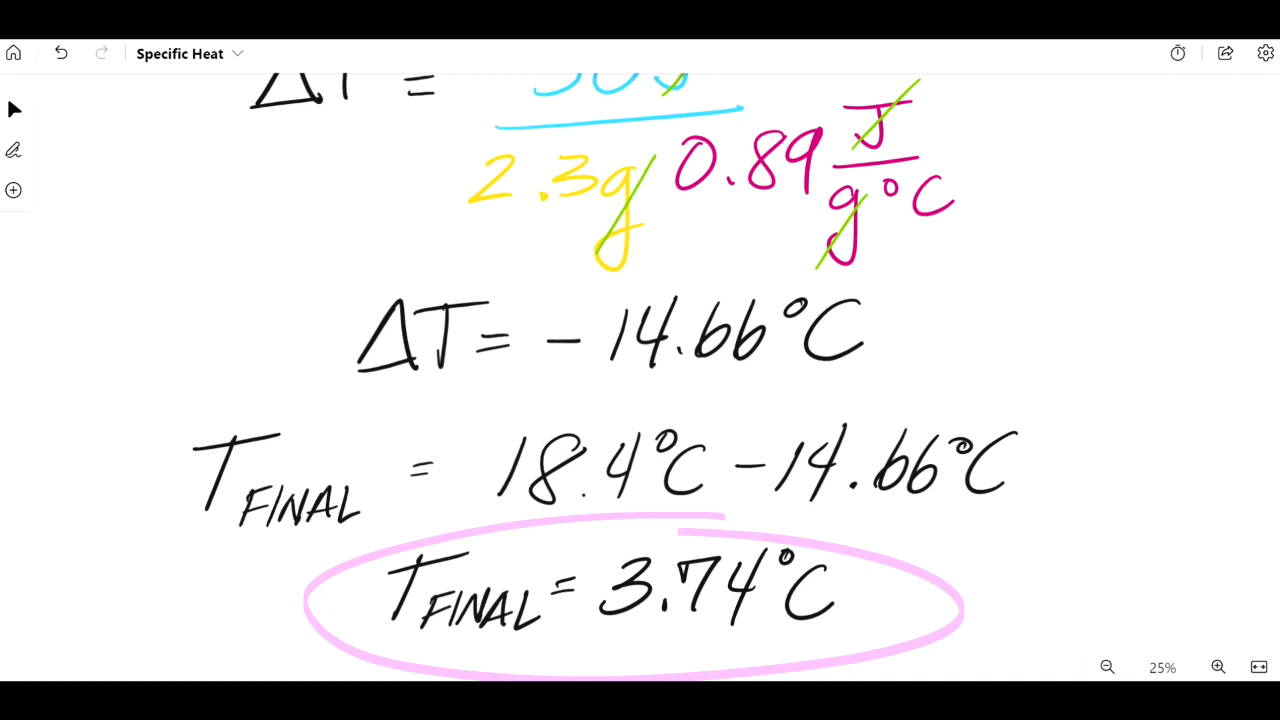 Specific Heat
ΔT =
2.3g 0.89 J/g°C
ΔT = -14.66°C
TFINAL = 18.4°C -14.66°C
TFINAL = 3.74°C
25%